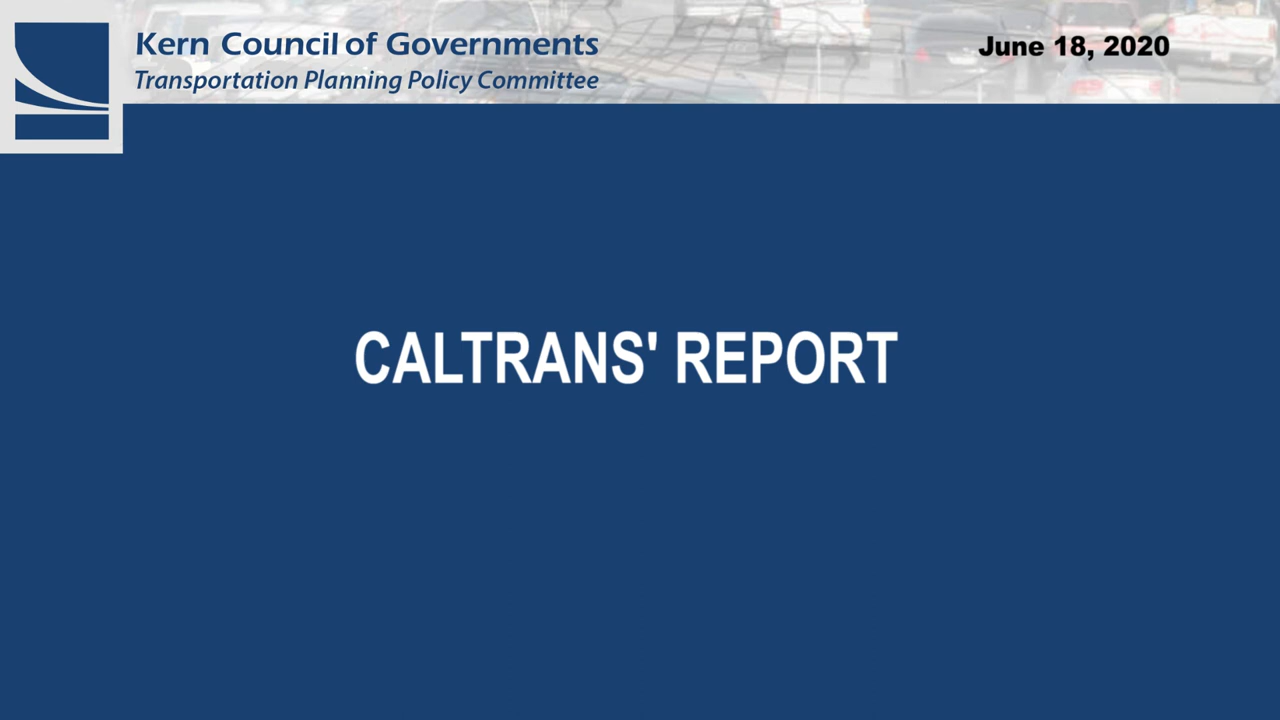 Kern Council of Governments
Transportation Planning Policy Committee
June 18, 2020
CALTRANS' REPORT